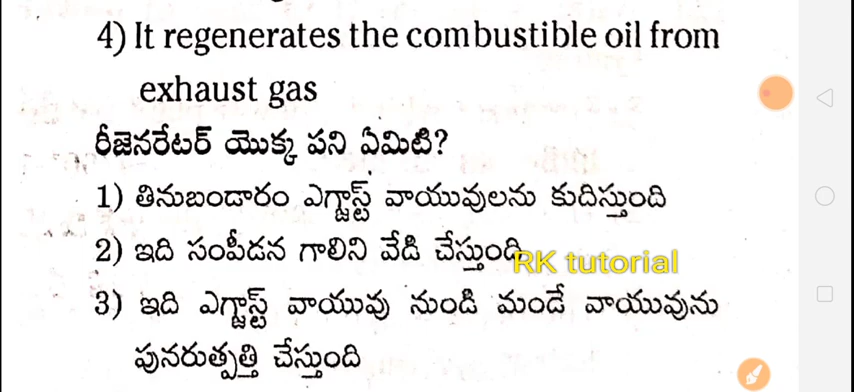 4) It regenerates the combustible oil from
exhaust gas
రీజెనరేటర్ యొక్క పని ఏమిటి?
1) తినుబండారం ఎగ్జాస్ట్ వాయువులను కుదిస్తుంది
2) ఇది సంపీడన గాలిని వేడి చేస్తుంది
RK tutorial
3) ఇది ఎగ్జాస్ట్ వాయువు నుండి మండే వాయువును
పునరుత్పత్తి చేస్తుంది